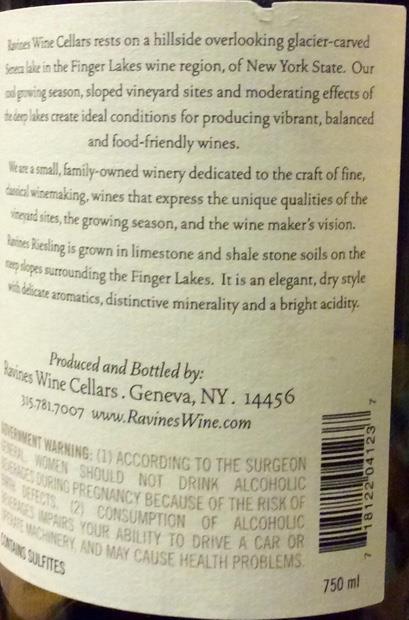 Ravines Wine Cellars rests on a hillside overlooking glacier-carved
Seneca lake in the Finger Lakes wine region, of New York State. Our
cool growing season, sloped vineyard sites and moderating effects of
the deep lakes create ideal conditions for producing vibrant, balanced
and food-friendly wines.
We are a small, family-owned winery dedicated to the craft of fine,
classical winemaking, wines that express the unique qualities of the
vineyard sites, the growing season, and the wine maker's vision.
Ravines Riesling is grown in limestone and shale stone soils on the
steep slopes surrounding the Finger Lakes. It is an elegant, dry style
with delicate aromatics, distinctive minerality and a bright acidity.
Produced and Bottled by:
Ravines Wine Cellars . Geneva, NY. 14456
315.781.7007 www.RavinesWine.com
GOVERNMENT WARNING: (1) ACCORDING TO THE SURGEON
GENERAL, WOMEN SHOULD NOT DRINK ALCOHOLIC
BEVERAGES DURING PREGNANCY BECAUSE OF THE RISK OF
BIRTH DEFECTS. (2) CONSUMPTION OF ALCOHOLIC
BEVERAGES IMPAIRS YOUR ABILITY TO DRIVE A CAR OR
OPERATE MACHINERY, AND MAY CAUSE HEALTH PROBLEMS.
CONTAINS SULFITES
7 18122 04123 7
750 ml